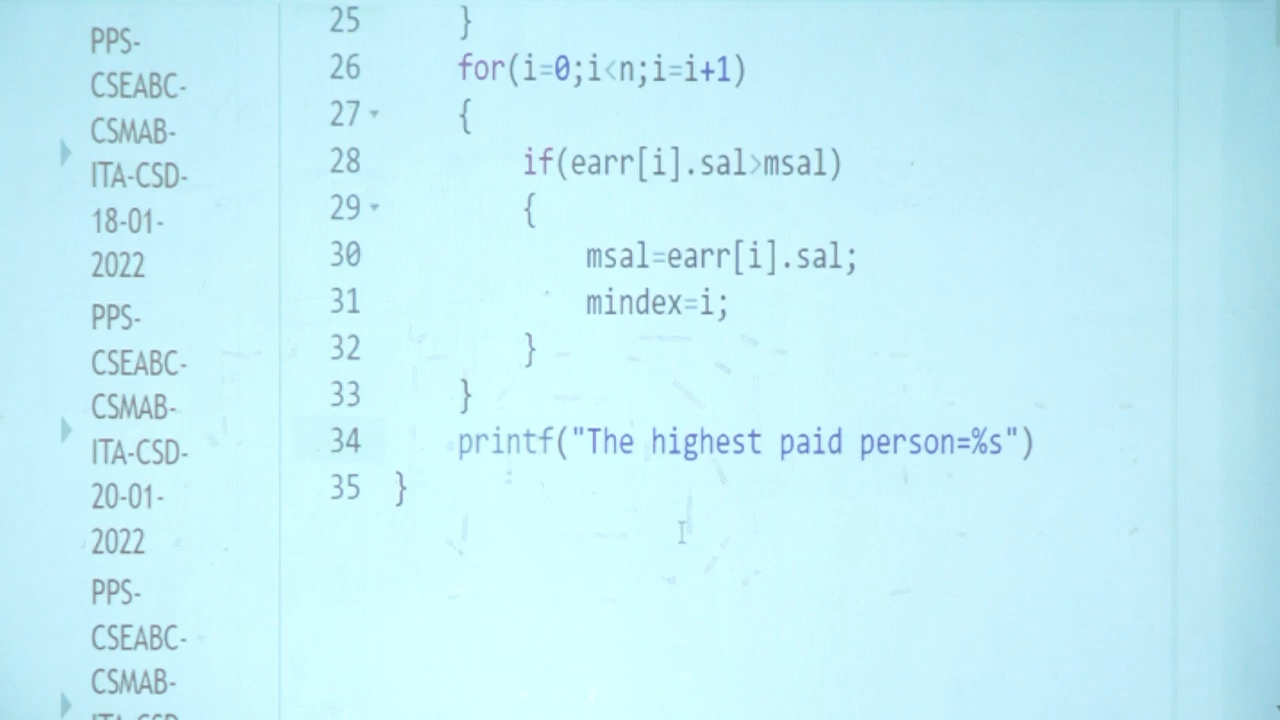 PPS-
CSEABC-
CSMAB-
ITA-CSD-
18-01-
2022
PPS-
CSEABC-
CSMAB-
ITA-CSD-
20-01-
2022
PPS-
CSEABC-
CSMAB-
ITA-CSD-
25 }
26 for(i=0;i<n;i=i+1)
27 {
28 if(earr[i].sal>msal)
29 {
30 msal=earr[i].sal;
31 mindex=i;
32 }
33 }
34 printf("The highest paid person=%s")
35 }